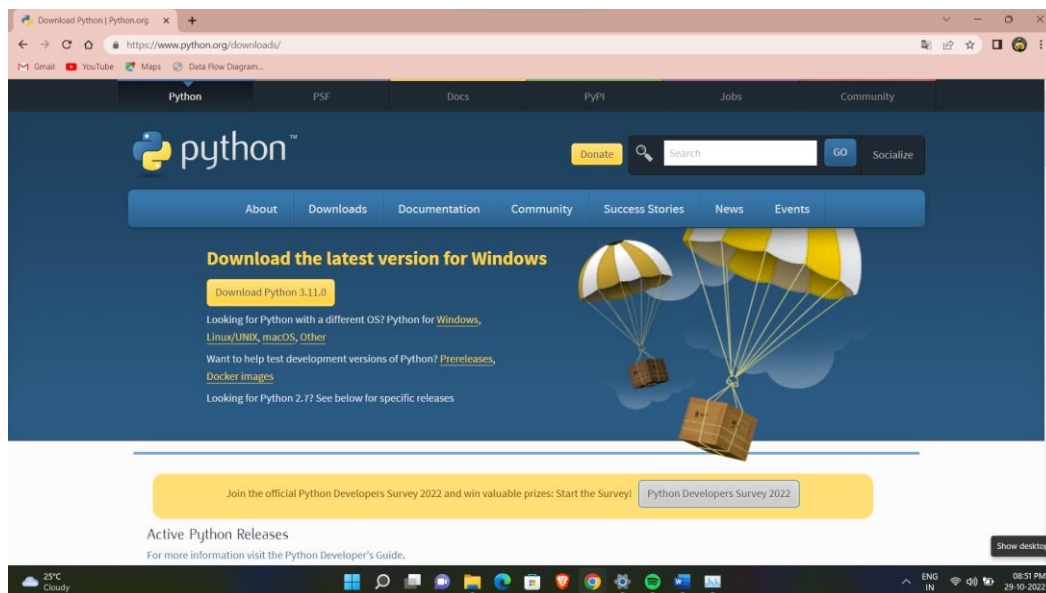 Download Python | Python.org
https://www.python.org/downloads/
Gmail YouTube Maps Data Flow Diagram...
Python PSF Docs PyPI Jobs Community
python™
Donate Search GO Socialize
About Downloads Documentation Community Success Stories News Events
Download the latest version for Windows
Download Python 3.11.0
Looking for Python with a different OS? Python for Windows,
Linux/UNIX, macOS, Other
Want to help test development versions of Python? Prereleases,
Docker images
Looking for Python 2.7? See below for specific releases
Join the official Python Developers Survey 2022 and win valuable prizes: Start the Survey! Python Developers Survey 2022
Active Python Releases
For more information visit the Python Developer's Guide.
Show desktop
25°C
Cloudy
ENG
IN
08:51 PM
29-10-2022